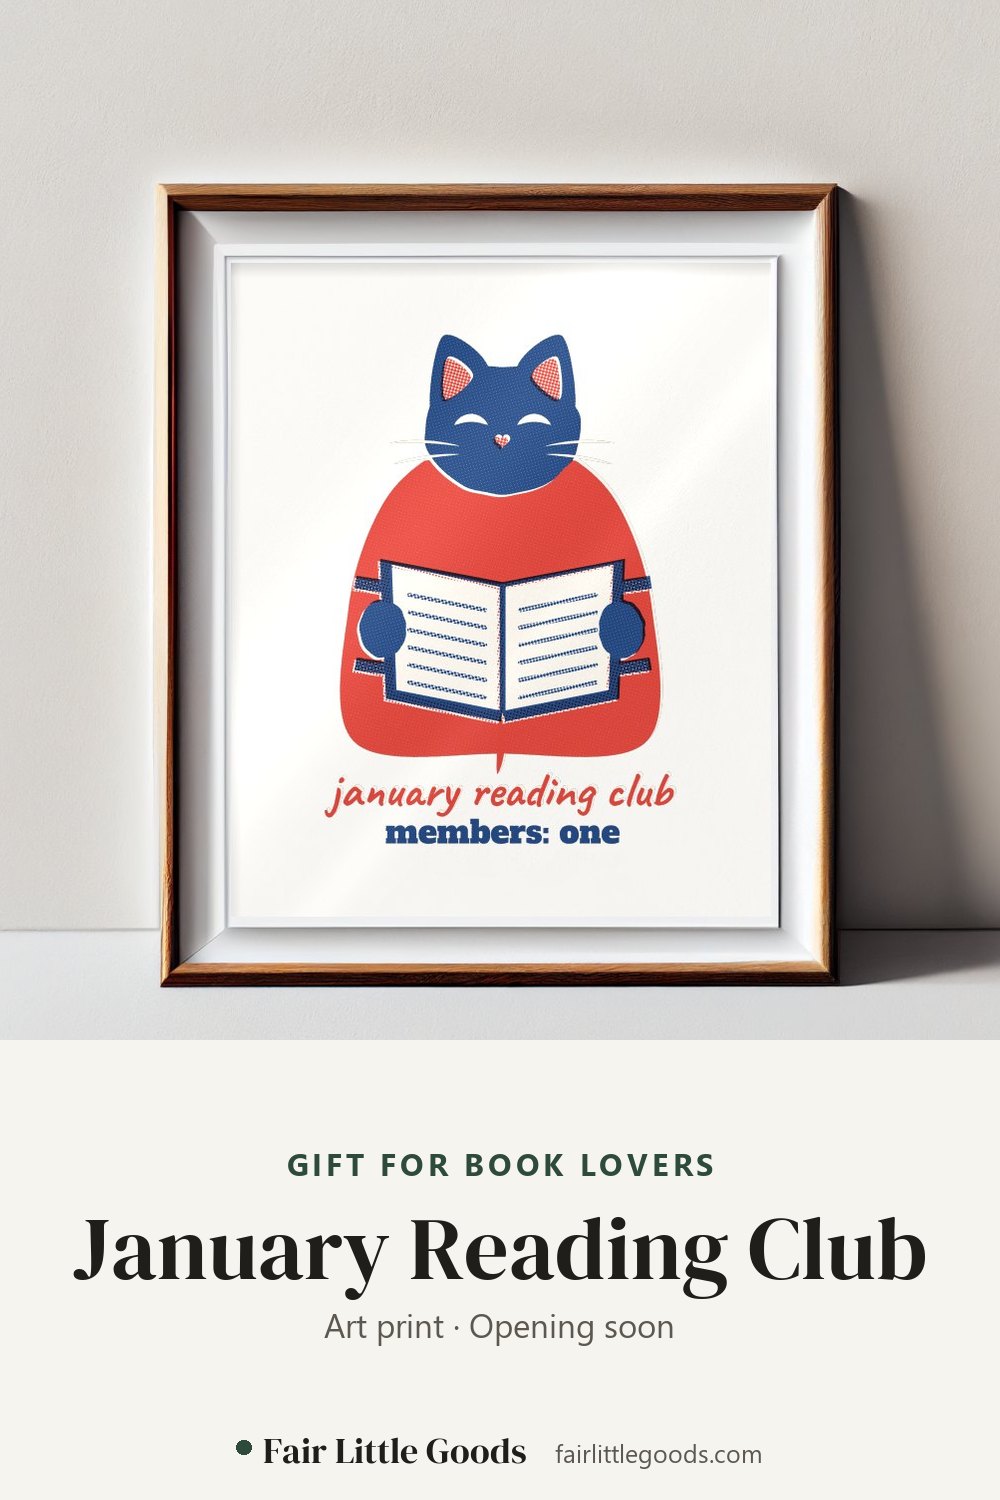 january reading club
members: one
GIFT FOR BOOK LOVERS
January Reading Club
Art print · Opening soon
Fair Little Goods fairlittlegoods.com